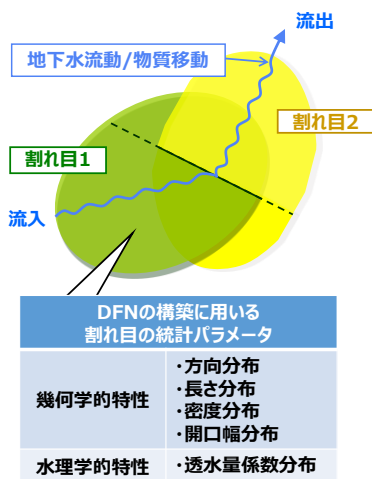 流出
地下水流動/物質移動
割れ目2
割れ目1
流入
DFNの構築に用いる
割れ目の統計パラメータ
幾何学的特性
・方向分布
・長さ分布
・密度分布
・開口幅分布
水理学的特性
・透水量係数分布